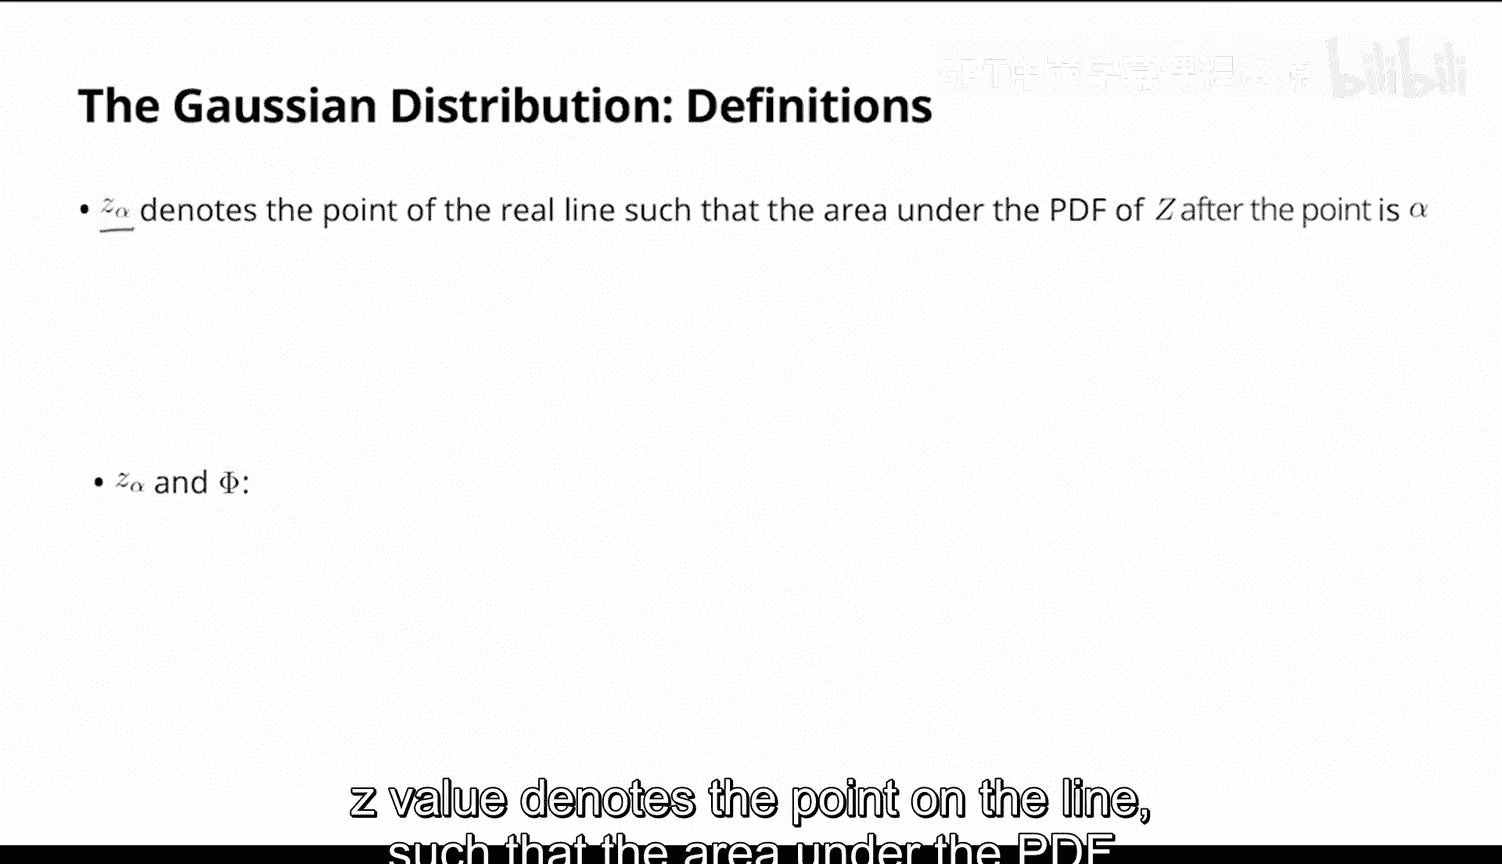 bilibili
The Gaussian Distribution: Definitions
• zα denotes the point of the real line such that the area under the PDF of Z after the point is α
• zα and Φ:
z value denotes the point on the line,
such that the area under the PDF